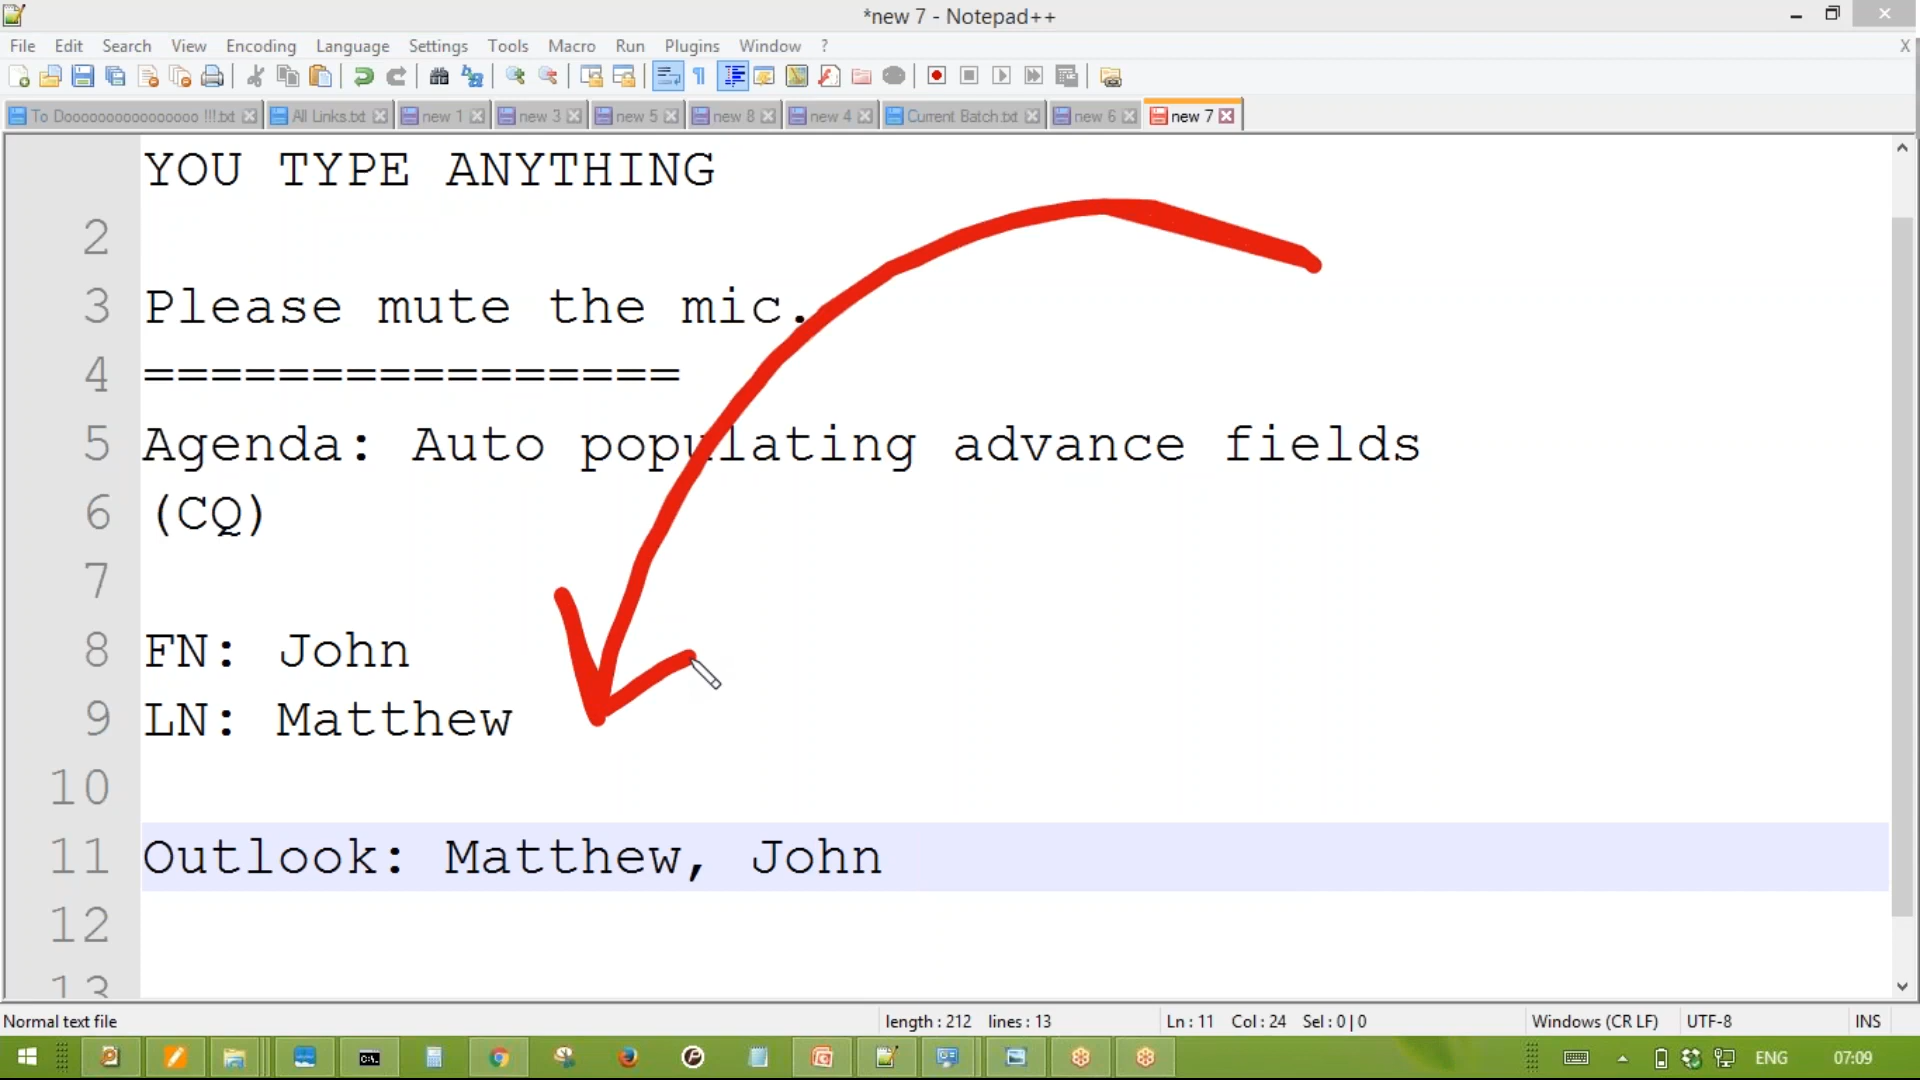 *new 7 - Notepad++
File Edit Search View Encoding Language Settings Tools Macro Run Plugins Window ? X
To Dooooooooooooooooo !!!.txt All Links.txt new 1 new 3 new 5 new 8 new 4 Current Batch.txt new 6 new 7
YOU TYPE ANYTHING
2
3 Please mute the mic.
4 ================
5 Agenda: Auto populating advance fields
6 (CQ)
7
8 FN: John
9 LN: Matthew
10
11 Outlook: Matthew, John
12
13
Normal text file length : 212 lines : 13 Ln : 11 Col : 24 Sel : 0 | 0 Windows (CR LF) UTF-8 INS
ENG 07:09